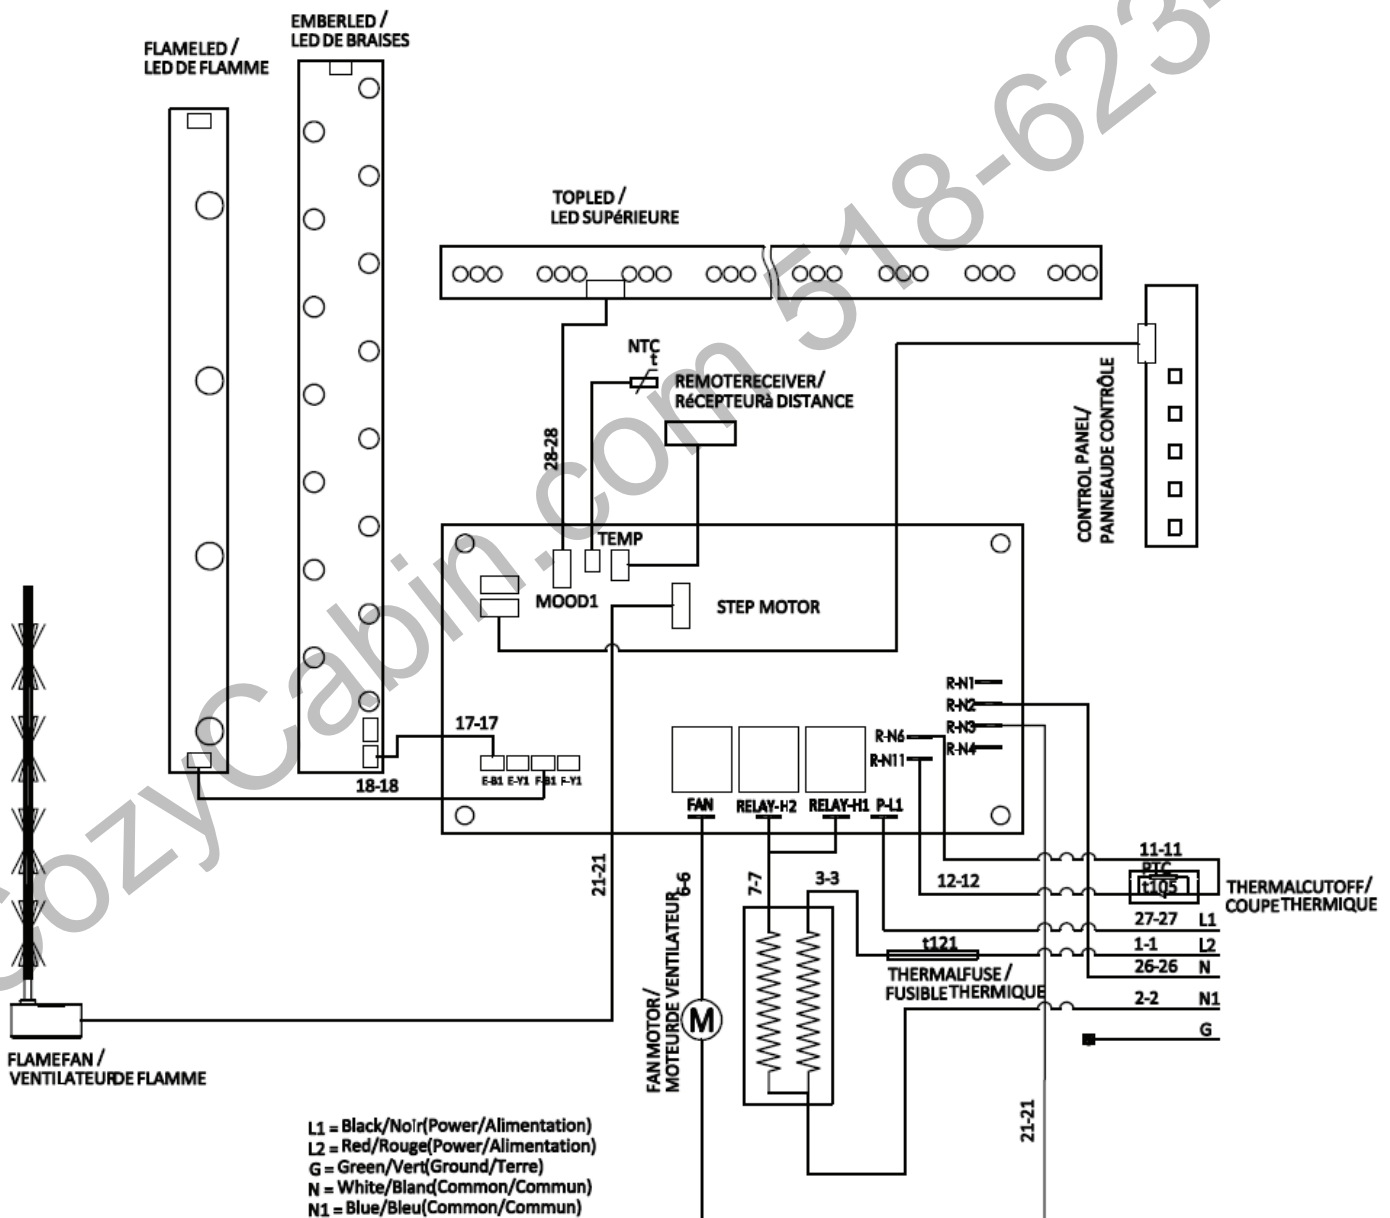 EMBERLED /
LED DE BRAISES
FLAMELED /
LED DE FLAMME
TOPLED /
LED SUPéRIEURE
NTC
t
REMOTERECEIVER/
RéCEPTEURà DISTANCE
CONTROL PANEL/
PANNEAUDE CONTRÔLE
28-28
TEMP
MOOD1
STEP MOTOR
R-N1
R-N2
R-N3
R-N4
R-N6
R-N11
17-17
E-B1 E-Y1 F-B1 F-Y1
18-18
FAN
RELAY-H2
RELAY-H1
P-L1
21-21
6-6
7-7
3-3
12-12
11-11
PTC
t105
THERMALCUTOFF/
COUPETHERMIQUE
27-27 L1
1-1 L2
26-26 N
2-2 N1
G
t121
THERMALFUSE /
FUSIBLETHERMIQUE
FAN MOTOR/
MOTEURDE VENTILATEUR
M
21-21
FLAMEFAN /
VENTILATEURDE FLAMME
L1 = Black/Noir(Power/Alimentation)
L2 = Red/Rouge(Power/Alimentation)
G = Green/Vert(Ground/Terre)
N = White/Blanc(Common/Commun)
N1 = Blue/Bleu(Common/Commun)
CozyCabin.com 518-623-